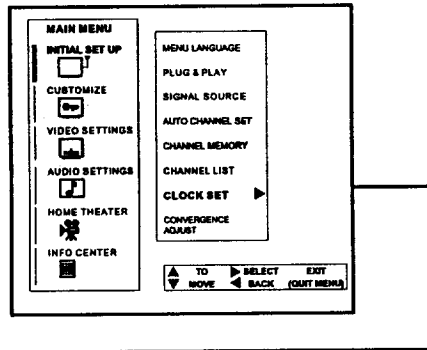 MAIN MENU
INITIAL SET UP
CUSTOMIZE
VIDEO SETTINGS
AUDIO SETTINGS
HOME THEATER
INFO CENTER
MENU LANGUAGE
PLUG & PLAY
SIGNAL SOURCE
AUTO CHANNEL SET
CHANNEL MEMORY
CHANNEL LIST
CLOCK SET ▶
CONVERGENCE
ADJUST
▲ TO ▶ SELECT EXIT
▼ MOVE ◀ BACK (QUIT MENU)